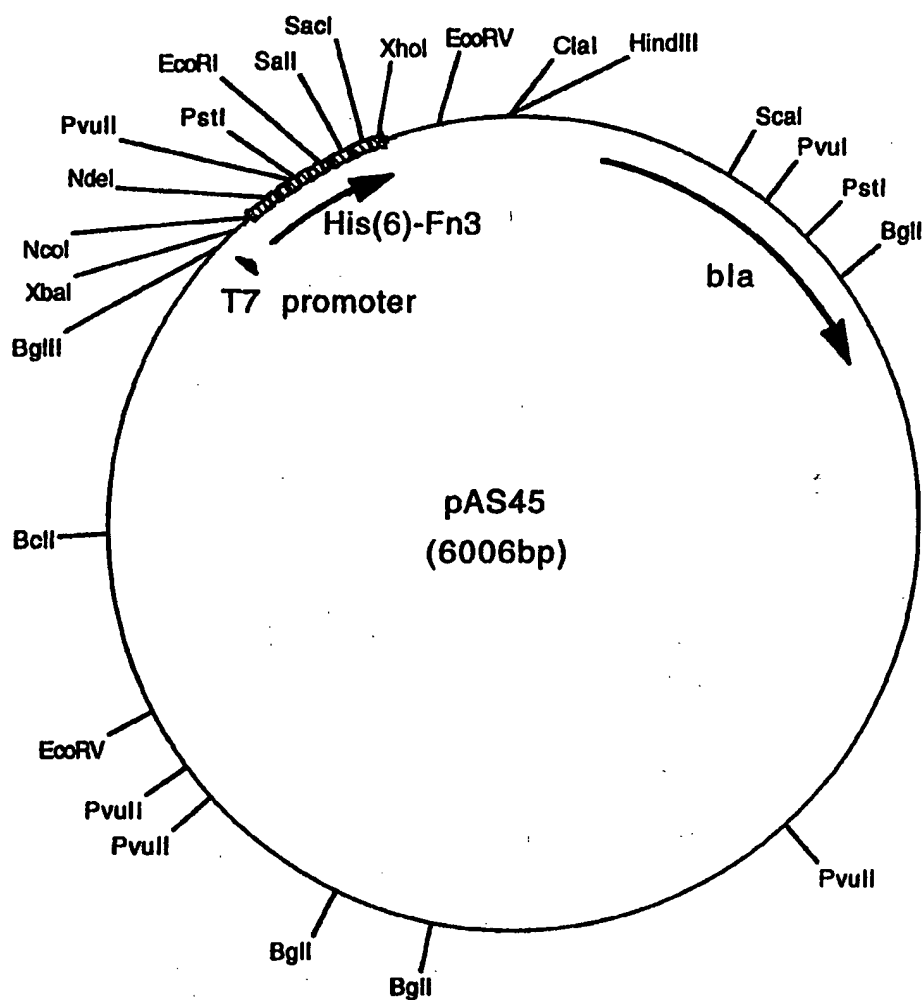 SacI
XhoI
EcoRV
ClaI
HindIII
EcoRI
SalI
PvuII
PstI
ScaI
PvuI
NdeI
PstI
NcoI
His(6)-Fn3
BglI
XbaI
T7 promoter
bla
BglII
pAS45
BclI
(6006bp)
EcoRV
PvuII
PvuII
PvuII
BglI
BglI